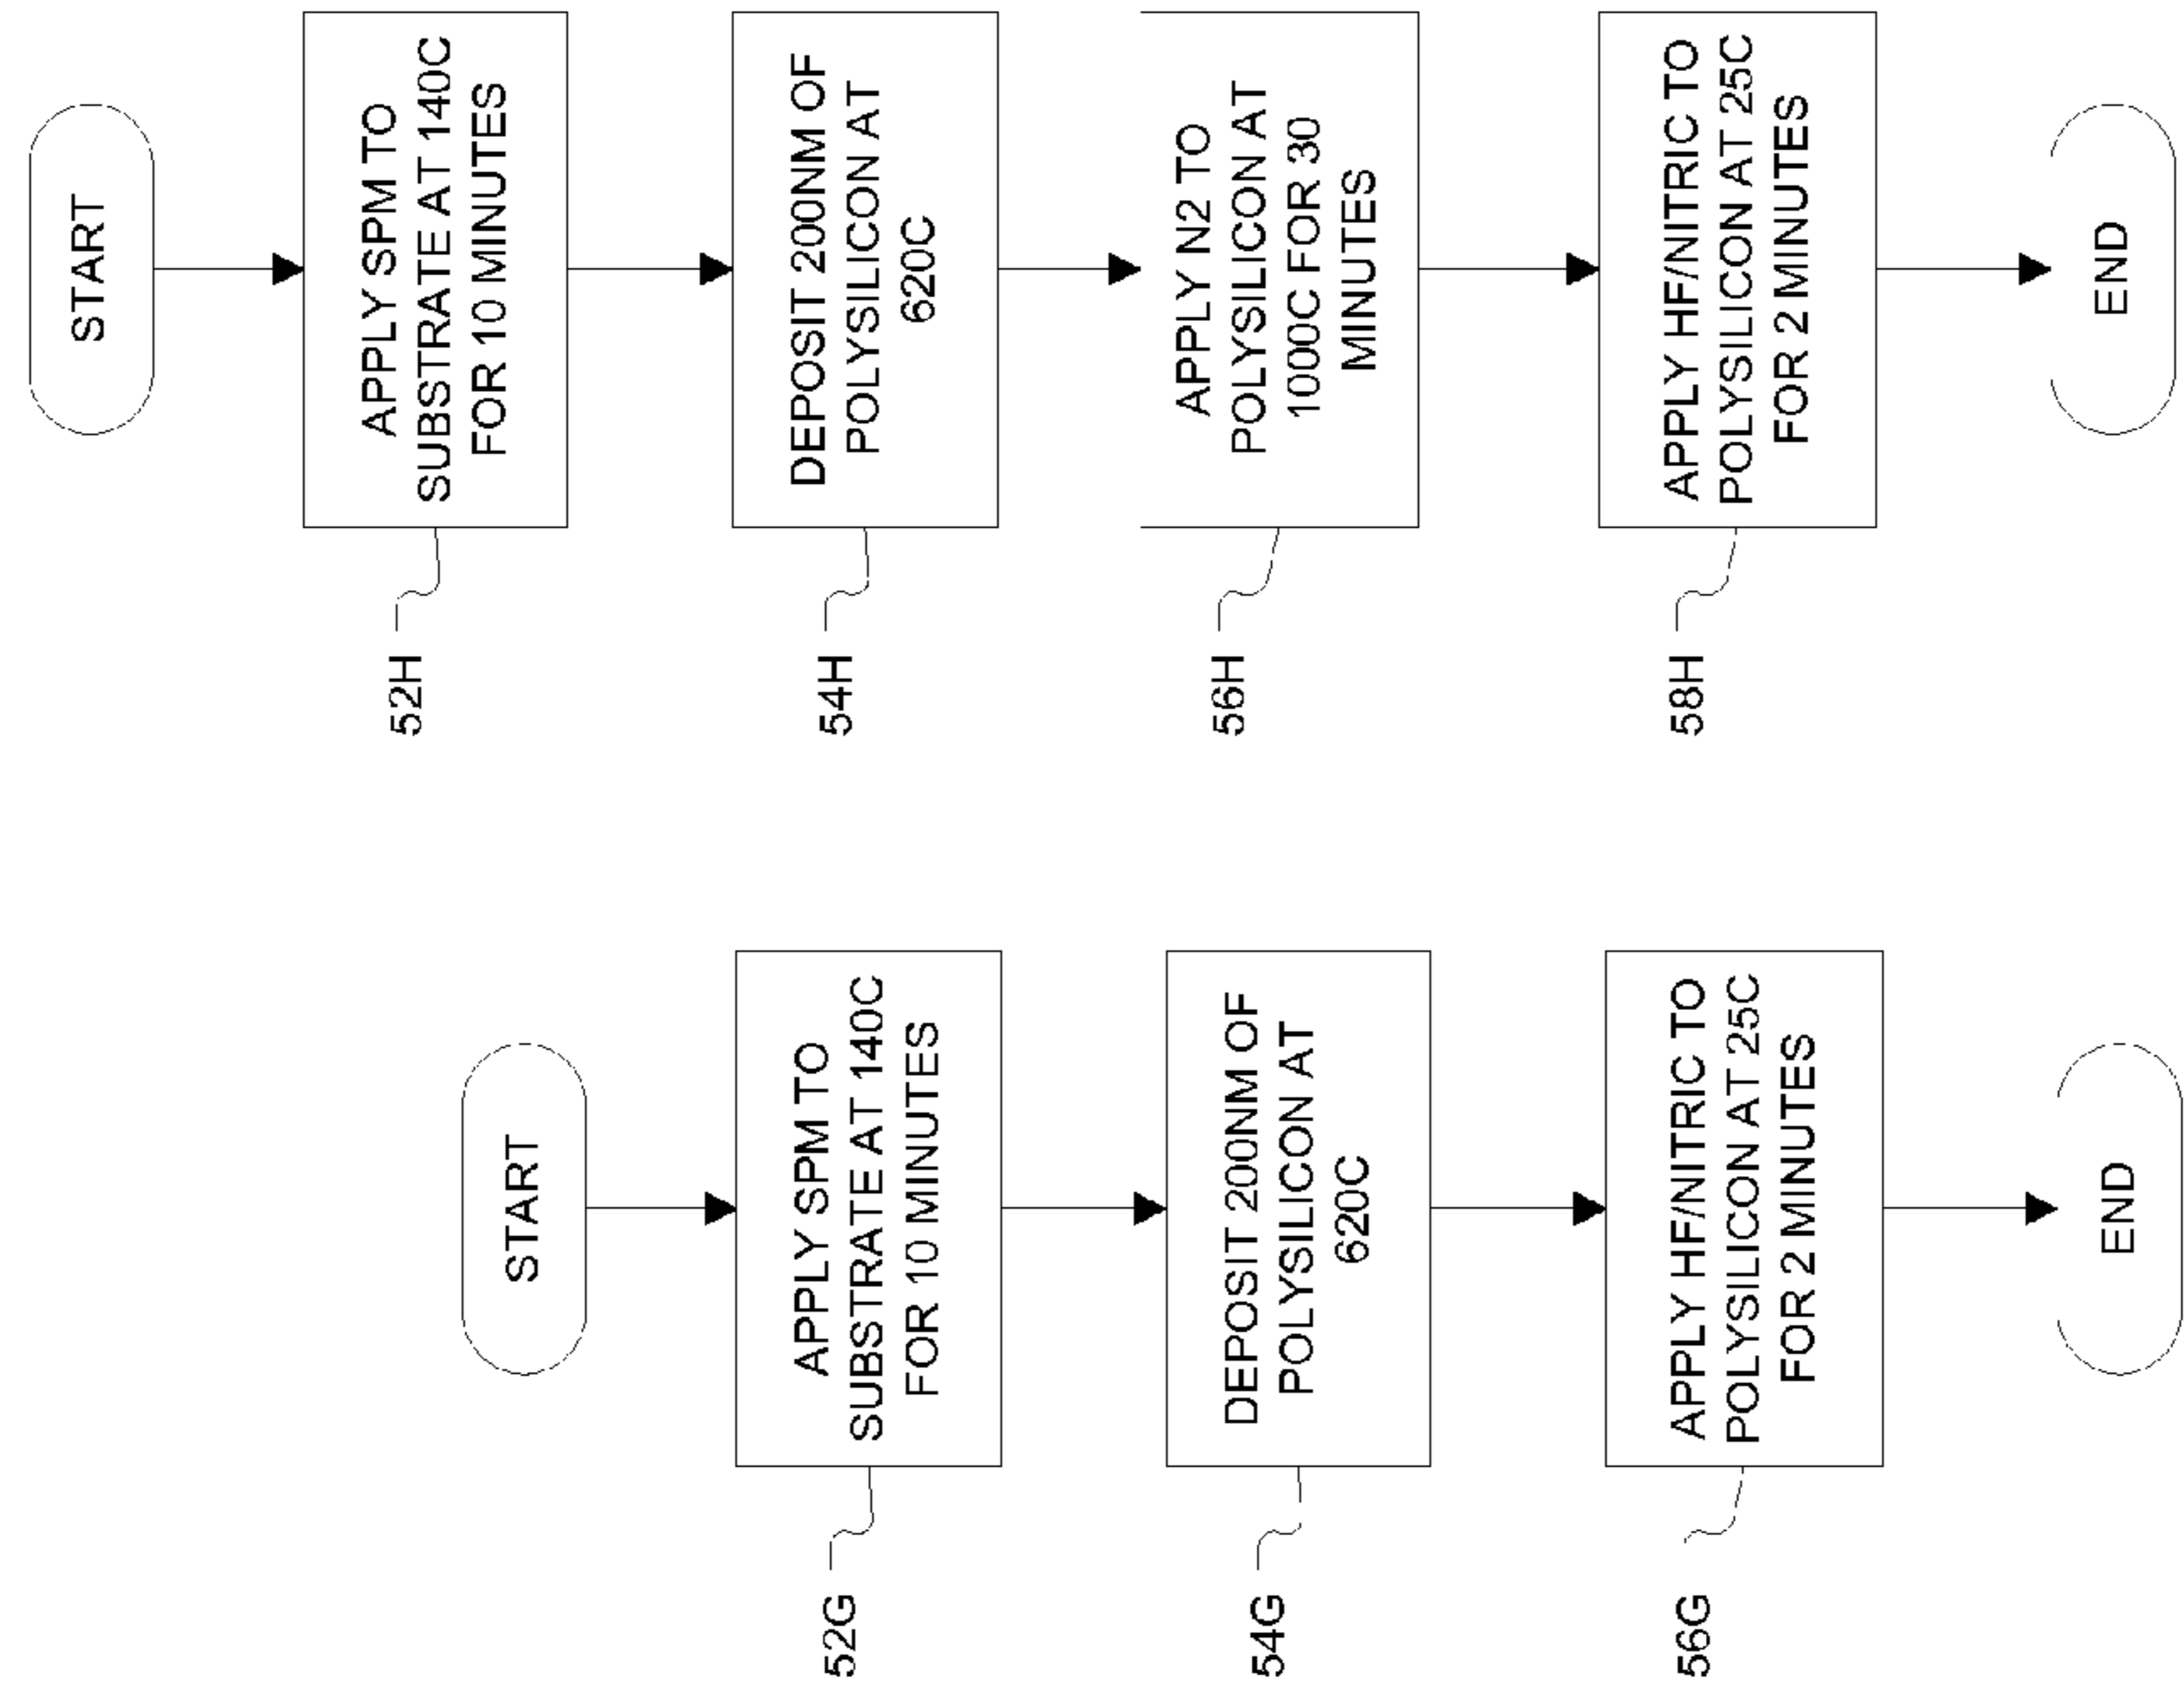 START
APPLY SPM TO
SUBSTRATE AT 140C
FOR 10 MINUTES
52G
DEPOSIT 200NM OF
POLYSILICON AT
620C
54G
APPLY HF/NITRIC TO
POLYSILICON AT 25C
FOR 2 MINUTES
56G
END
START
APPLY SPM TO
SUBSTRATE AT 140C
FOR 10 MINUTES
52H
DEPOSIT 200NM OF
POLYSILICON AT
620C
54H
APPLY N2 TO
POLYSILICON AT
1000C FOR 30
MINUTES
56H
APPLY HF/NITRIC TO
POLYSILICON AT 25C
FOR 2 MINUTES
58H
END